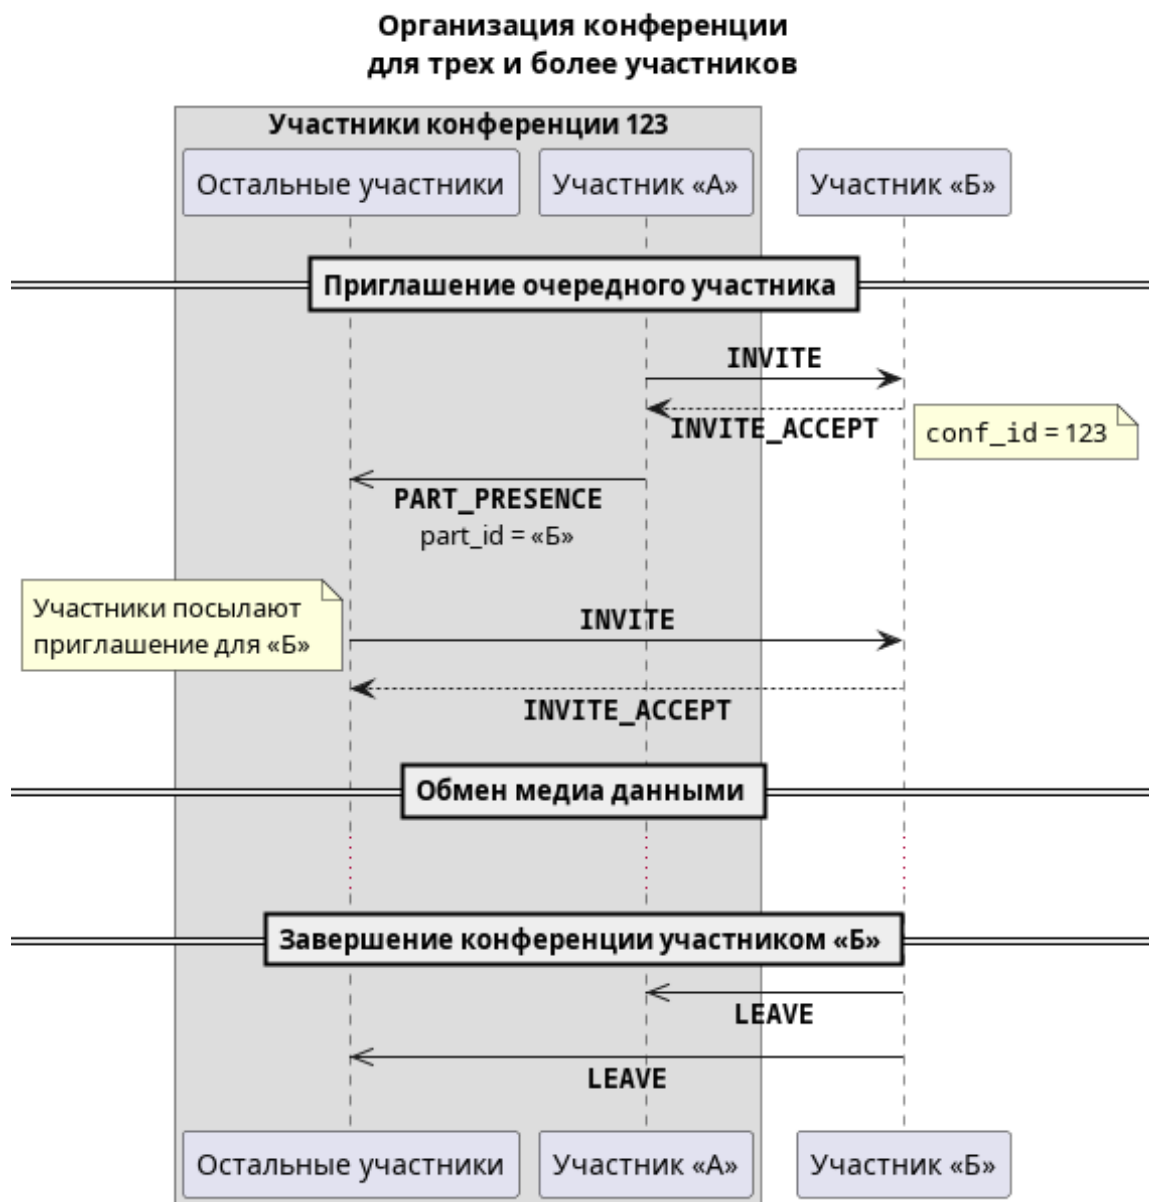 Организация конференции
для трех и более участников
Участники конференции 123
Остальные участники
Участник «А»
Участник «Б»
Приглашение очередного участника
INVITE
INVITE_ACCEPT
conf_id = 123
PART_PRESENCE
part_id = «Б»
Участники посылают
приглашение для «Б»
INVITE
INVITE_ACCEPT
Обмен медиа данными
Завершение конференции участником «Б»
LEAVE
LEAVE
Остальные участники
Участник «А»
Участник «Б»